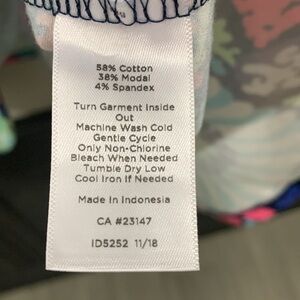 58% Cotton
38% Modal
4% Spandex
Turn Garment Inside
Out
Machine Wash Cold
Gentle Cycle
Only Non-Chlorine
Bleach When Needed
Tumble Dry Low
Cool Iron If Needed
Made in Indonesia
CA #23147
ID5252 11/18